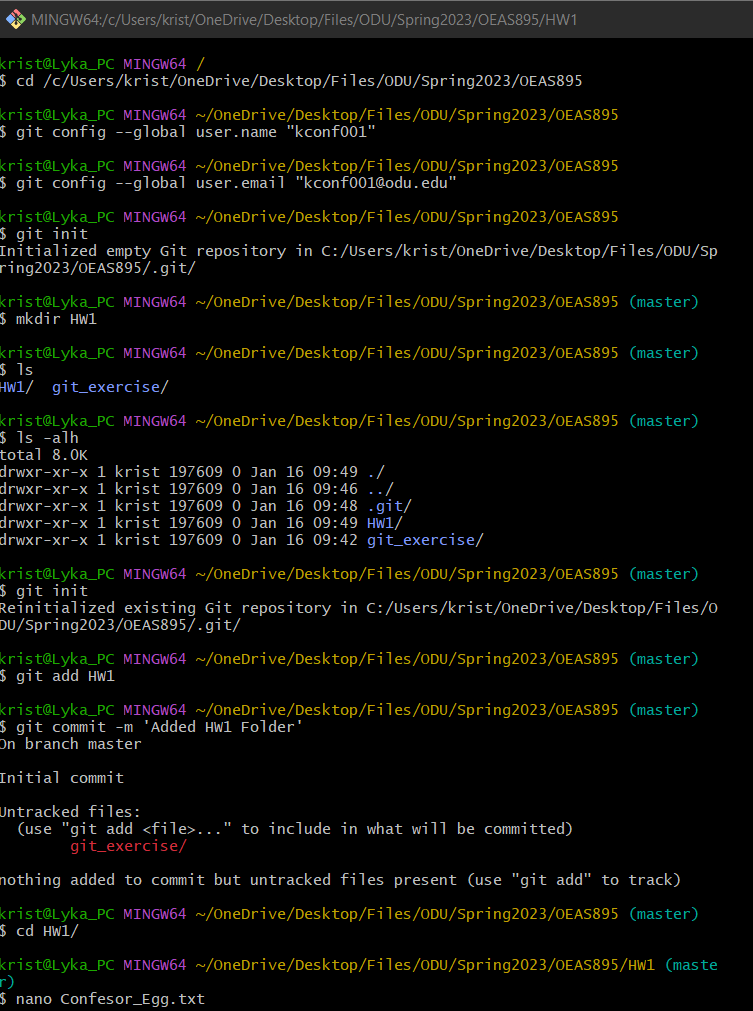 MINGW64:/c/Users/krist/OneDrive/Desktop/Files/ODU/Spring2023/OEAS895/HW1
krist@Lyka_PC MINGW64 /
$ cd /c/Users/krist/OneDrive/Desktop/Files/ODU/Spring2023/OEAS895
krist@Lyka_PC MINGW64 ~/OneDrive/Desktop/Files/ODU/Spring2023/OEAS895
$ git config --global user.name "kconf001"
krist@Lyka_PC MINGW64 ~/OneDrive/Desktop/Files/ODU/Spring2023/OEAS895
$ git config --global user.email "kconf001@odu.edu"
krist@Lyka_PC MINGW64 ~/OneDrive/Desktop/Files/ODU/Spring2023/OEAS895
$ git init
Initialized empty Git repository in C:/Users/krist/OneDrive/Desktop/Files/ODU/Sp
ring2023/OEAS895/.git/
krist@Lyka_PC MINGW64 ~/OneDrive/Desktop/Files/ODU/Spring2023/OEAS895 (master)
$ mkdir HW1
krist@Lyka_PC MINGW64 ~/OneDrive/Desktop/Files/ODU/Spring2023/OEAS895 (master)
$ ls
HW1/  git_exercise/
krist@Lyka_PC MINGW64 ~/OneDrive/Desktop/Files/ODU/Spring2023/OEAS895 (master)
$ ls -alh
total 8.0K
drwxr-xr-x 1 krist 197609 0 Jan 16 09:49 ./
drwxr-xr-x 1 krist 197609 0 Jan 16 09:46 ../
drwxr-xr-x 1 krist 197609 0 Jan 16 09:48 .git/
drwxr-xr-x 1 krist 197609 0 Jan 16 09:49 HW1/
drwxr-xr-x 1 krist 197609 0 Jan 16 09:42 git_exercise/
krist@Lyka_PC MINGW64 ~/OneDrive/Desktop/Files/ODU/Spring2023/OEAS895 (master)
$ git init
Reinitialized existing Git repository in C:/Users/krist/OneDrive/Desktop/Files/O
DU/Spring2023/OEAS895/.git/
krist@Lyka_PC MINGW64 ~/OneDrive/Desktop/Files/ODU/Spring2023/OEAS895 (master)
$ git add HW1
krist@Lyka_PC MINGW64 ~/OneDrive/Desktop/Files/ODU/Spring2023/OEAS895 (master)
$ git commit -m 'Added HW1 Folder'
On branch master
Initial commit
Untracked files:
  (use "git add <file>..." to include in what will be committed)
        git_exercise/
nothing added to commit but untracked files present (use "git add" to track)
krist@Lyka_PC MINGW64 ~/OneDrive/Desktop/Files/ODU/Spring2023/OEAS895 (master)
$ cd HW1/
krist@Lyka_PC MINGW64 ~/OneDrive/Desktop/Files/ODU/Spring2023/OEAS895/HW1 (maste
r)
$ nano Confesor_Egg.txt